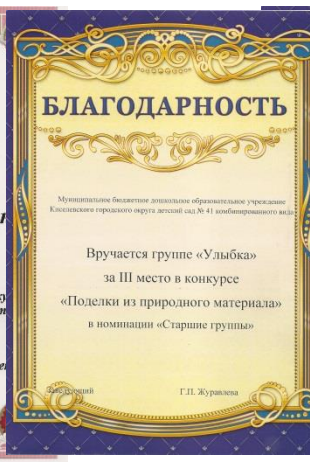 БЛАГОДАРНОСТЬ
Муниципальное бюджетное дошкольное образовательное учреждение
Киселевского городского округа детский сад № 41 комбинированного вида
Вручается группе «Улыбка»
за III место в конкурсе
«Поделки из природного материала»
в номинации «Старшие группы»
Заведующий Г.П. Журавлева